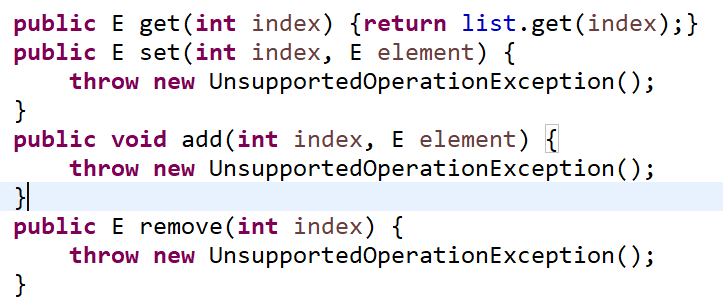 public E get(int index) {return list.get(index);}
public E set(int index, E element) {
    throw new UnsupportedOperationException();
}
public void add(int index, E element) {
    throw new UnsupportedOperationException();
}
public E remove(int index) {
    throw new UnsupportedOperationException();
}